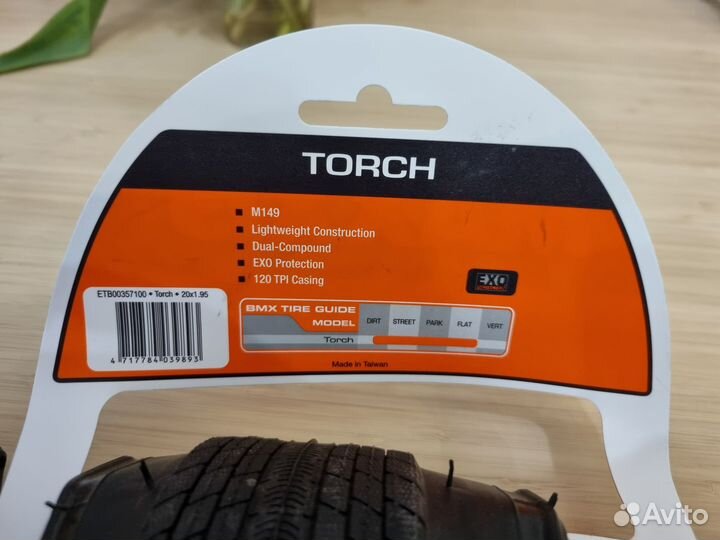 TORCH
M149
Lightweight Construction
Dual-Compound
EXO Protection
120 TPI Casing
EXO
ETB00357100 • Torch • 20x1.95
4 717784 039893
BMX TIRE GUIDE
MODEL
DIRT STREET PARK FLAT VERT
Torch
Made in Taiwan
Avito